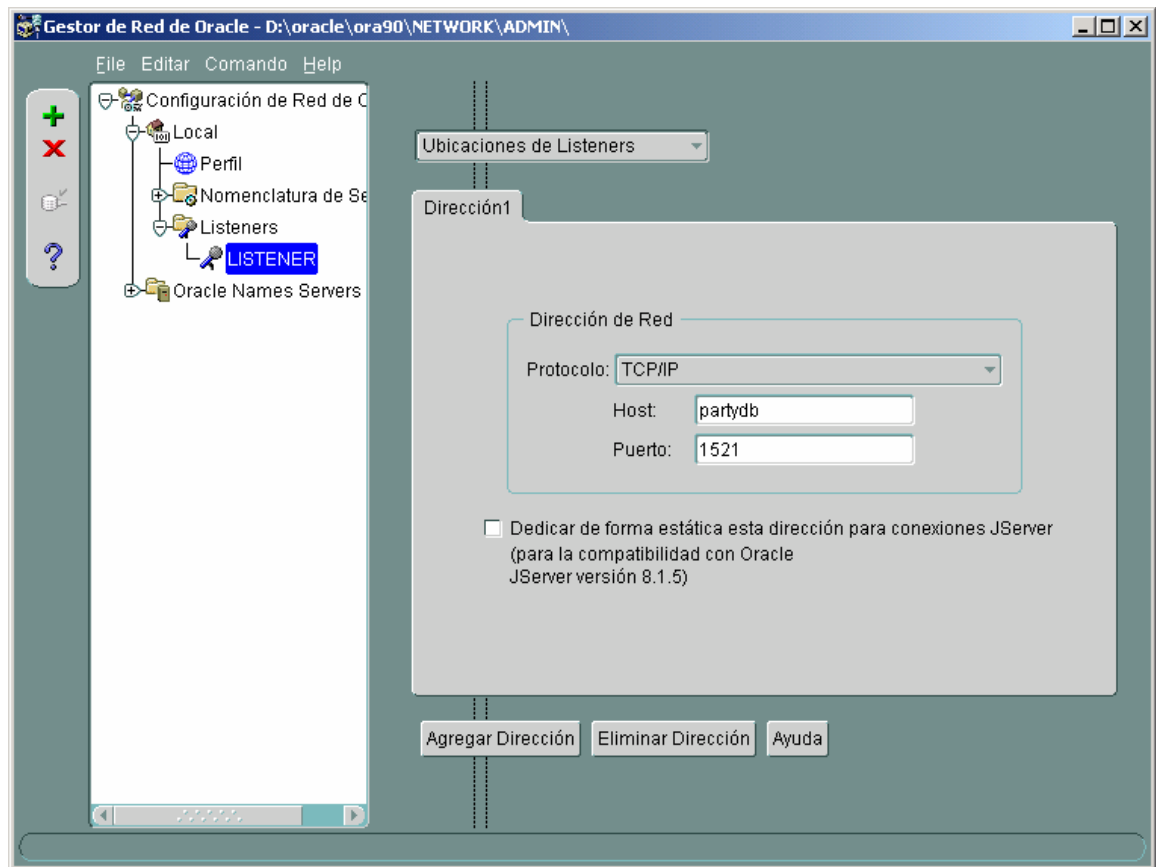 Gestor de Red de Oracle - D:\oracle\ora90\NETWORK\ADMIN\
File Editar Comando Help
Configuración de Red de O
Local
Perfil
Nomenclatura de Se
Listeners
LISTENER
Oracle Names Servers
Ubicaciones de Listeners
Dirección1
Dirección de Red
Protocolo: TCP/IP
Host: partydb
Puerto: 1521
Dedicar de forma estática esta dirección para conexiones JServer
(para la compatibilidad con Oracle
JServer versión 8.1.5)
Agregar Dirección Eliminar Dirección Ayuda